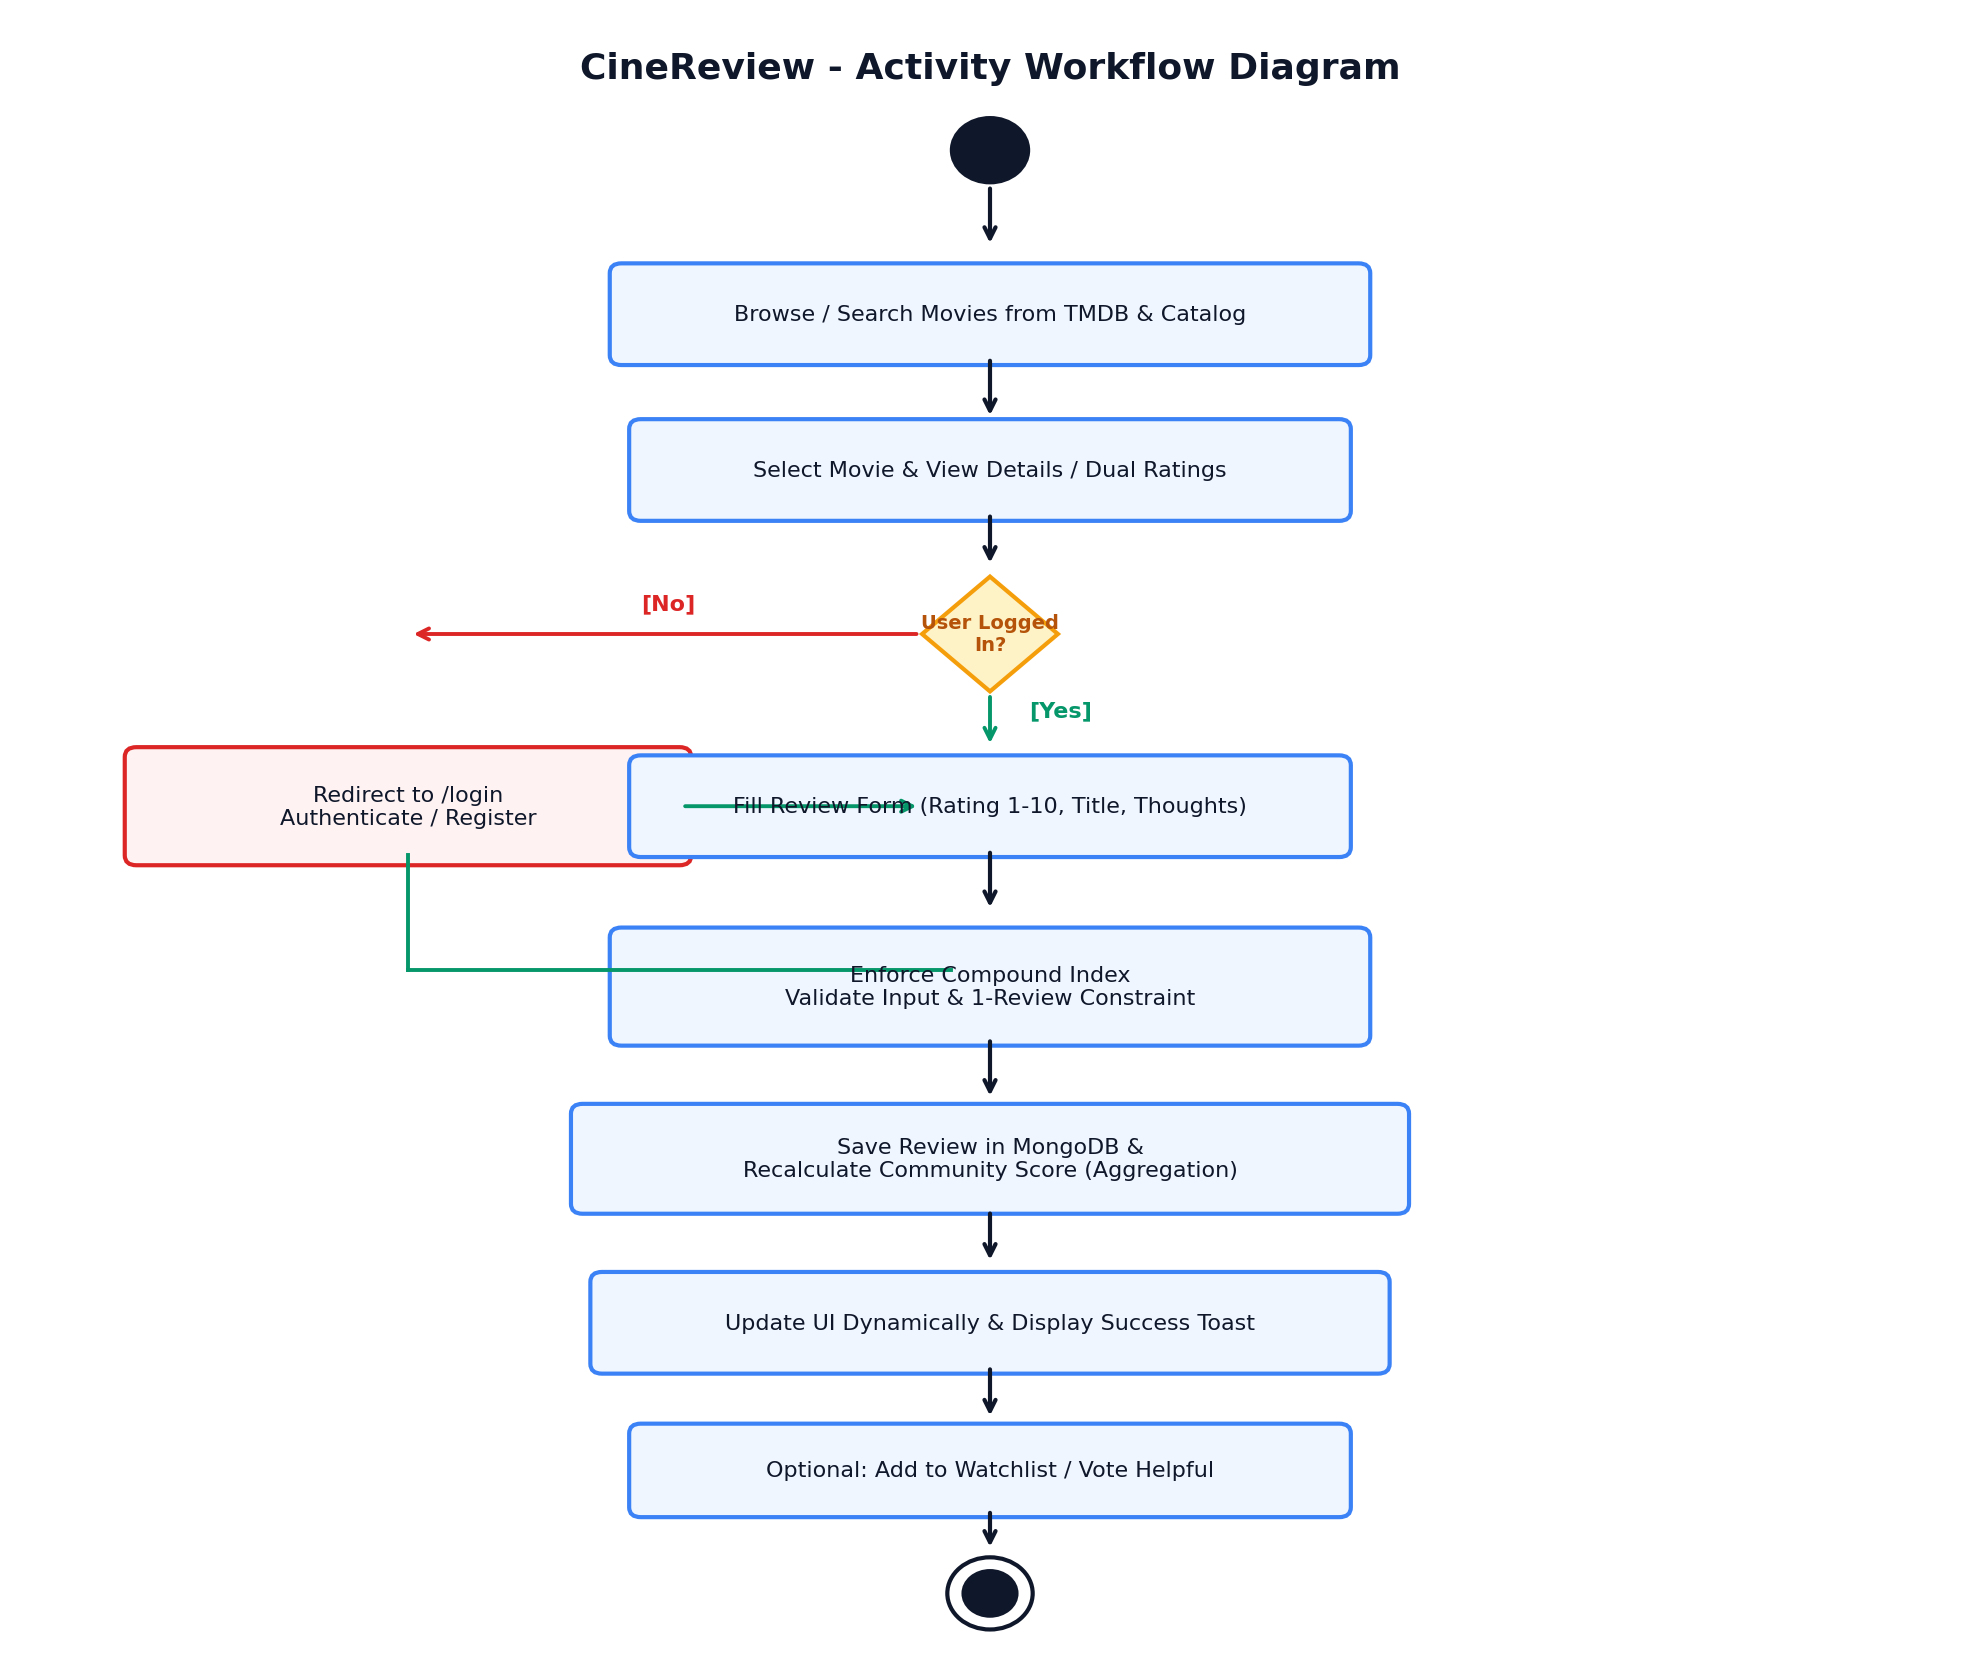 CineReview - Activity Workflow Diagram
Browse / Search Movies from TMDB & Catalog
Select Movie & View Details / Dual Ratings
[No]
User Logged
In?
[Yes]
Redirect to /login
Authenticate / Register
Fill Review Form (Rating 1-10, Title, Thoughts)
Enforce Compound Index
Validate Input & 1-Review Constraint
Save Review in MongoDB &
Recalculate Community Score (Aggregation)
Update UI Dynamically & Display Success Toast
Optional: Add to Watchlist / Vote Helpful